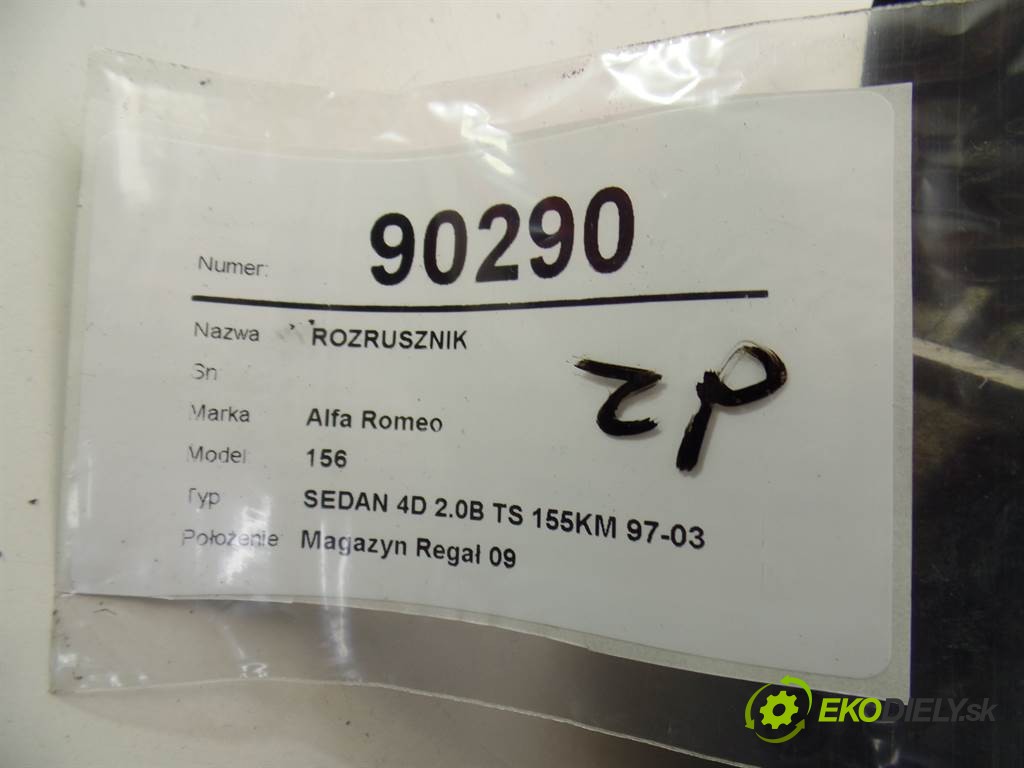 Numer: 90290
Nazwa ROZRUSZNIK
Sn
Marka Alfa Romeo
Model 156
Typ SEDAN 4D 2.0B TS 155KM 97-03
Położenie Magazyn Regał 09
ZP
EKODIELY.sk